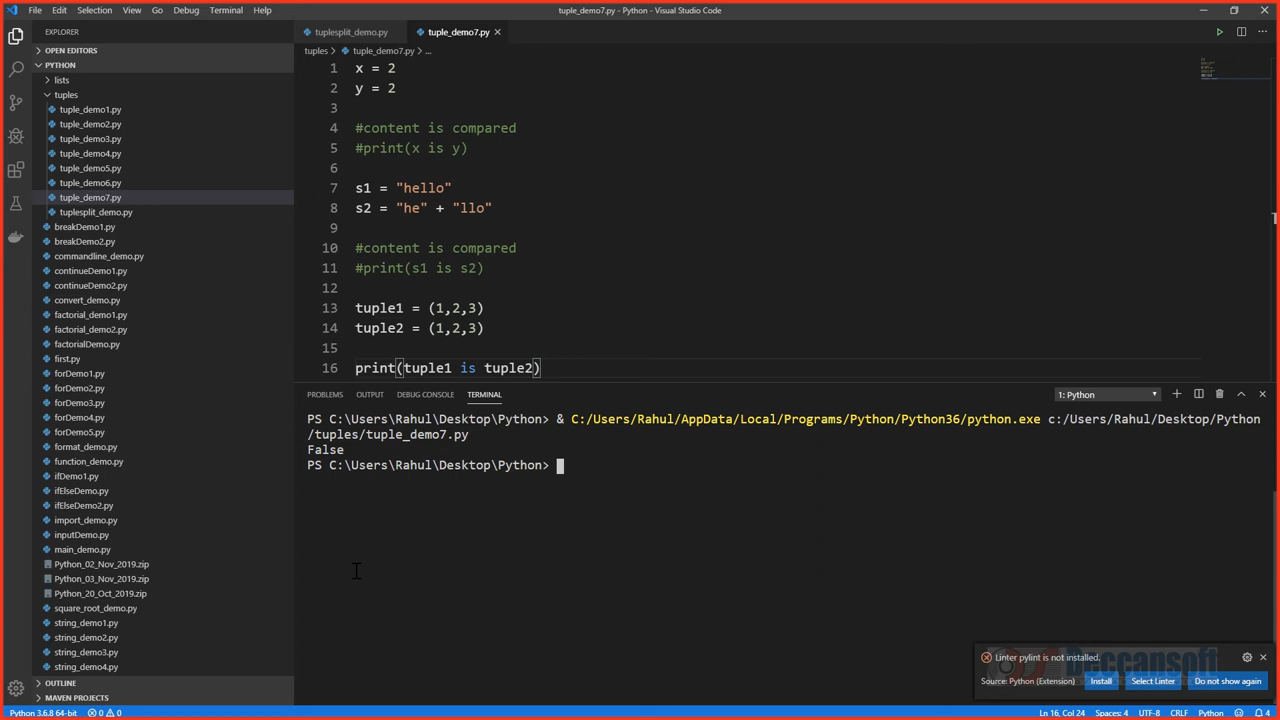 File Edit Selection View Go Debug Terminal Help
tuple_demo7.py - Python - Visual Studio Code
EXPLORER
OPEN EDITORS
PYTHON
lists
tuples
tuple_demo1.py
tuple_demo2.py
tuple_demo3.py
tuple_demo4.py
tuple_demo5.py
tuple_demo6.py
tuple_demo7.py
tuplesplit_demo.py
breakDemo1.py
breakDemo2.py
commandline_demo.py
continueDemo1.py
continueDemo2.py
convert_demo.py
factorial_demo1.py
factorial_demo2.py
factorialDemo.py
first.py
forDemo1.py
forDemo2.py
forDemo3.py
forDemo4.py
forDemo5.py
format_demo.py
function_demo.py
ifDemo1.py
ifElseDemo.py
ifElseDemo2.py
import_demo.py
inputDemo.py
main_demo.py
Python_02_Nov_2019.zip
Python_03_Nov_2019.zip
Python_20_Oct_2019.zip
square_root_demo.py
string_demo1.py
string_demo2.py
string_demo3.py
string_demo4.py
OUTLINE
MAVEN PROJECTS
tuplesplit_demo.py tuple_demo7.py
tuples > tuple_demo7.py > ...
1 x = 2
2 y = 2
3
4 #content is compared
5 #print(x is y)
6
7 s1 = "hello"
8 s2 = "he" + "llo"
9
10 #content is compared
11 #print(s1 is s2)
12
13 tuple1 = (1,2,3)
14 tuple2 = (1,2,3)
15
16 print(tuple1 is tuple2)
PROBLEMS OUTPUT DEBUG CONSOLE TERMINAL
1: Python
PS C:\Users\Rahul\Desktop\Python> & C:/Users/Rahul/AppData/Local/Programs/Python/Python36/python.exe c:/Users/Rahul/Desktop/Python
/tuples/tuple_demo7.py
False
PS C:\Users\Rahul\Desktop\Python>
Linter pylint is not installed.
Deccansoft
Source: Python (Extension) Install Select Linter Do not show again
Python 3.6.8 64-bit 0 0 Ln 16, Col 24 Spaces: 4 UTF-8 CRLF Python 4